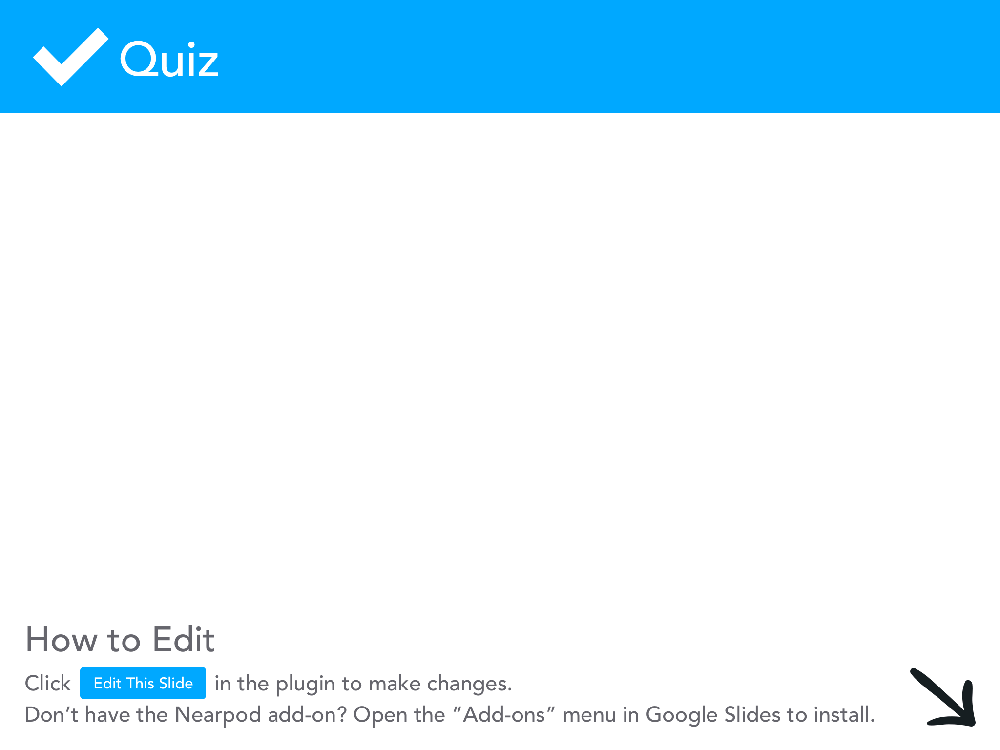 Quiz
How to Edit
Click Edit This Slide in the plugin to make changes.
Don’t have the Nearpod add-on? Open the “Add-ons” menu in Google Slides to install.